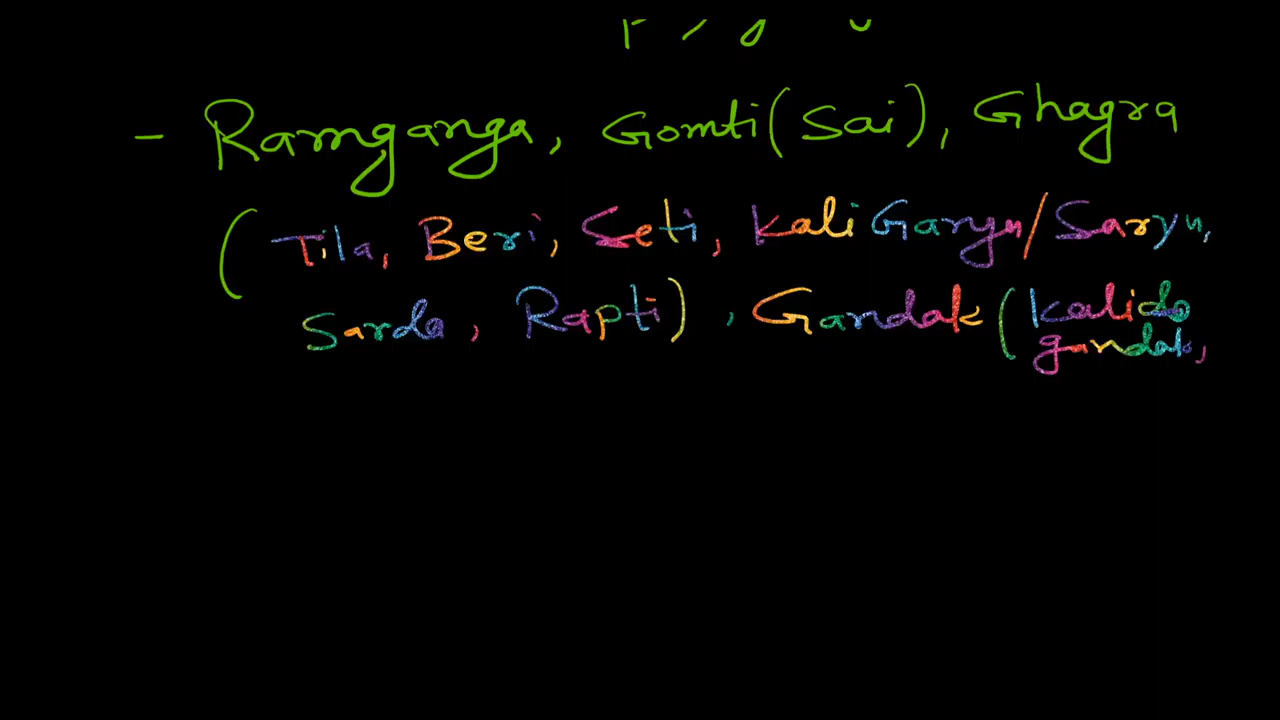 - Ramganga, Gomti(Sai), Ghagra
(Tila, Beri, Seti, Kali Garyu/Saryu,
Sarda, Rapti), Gandak(Kalido
gandak,